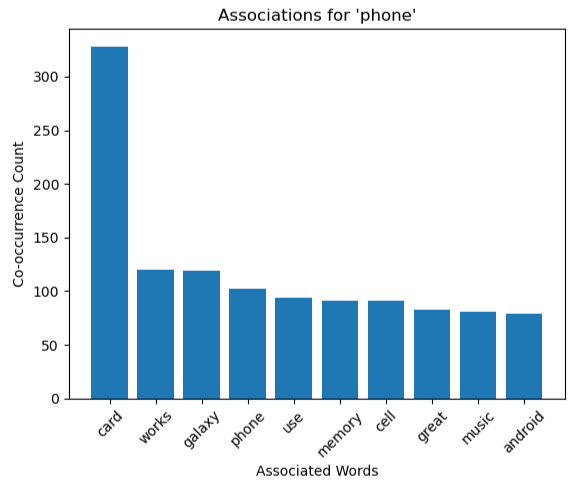 Associations for 'phone'
Co-occurrence Count
300
250
200
150
100
50
0
card works galaxy phone use memory cell great music android
Associated Words